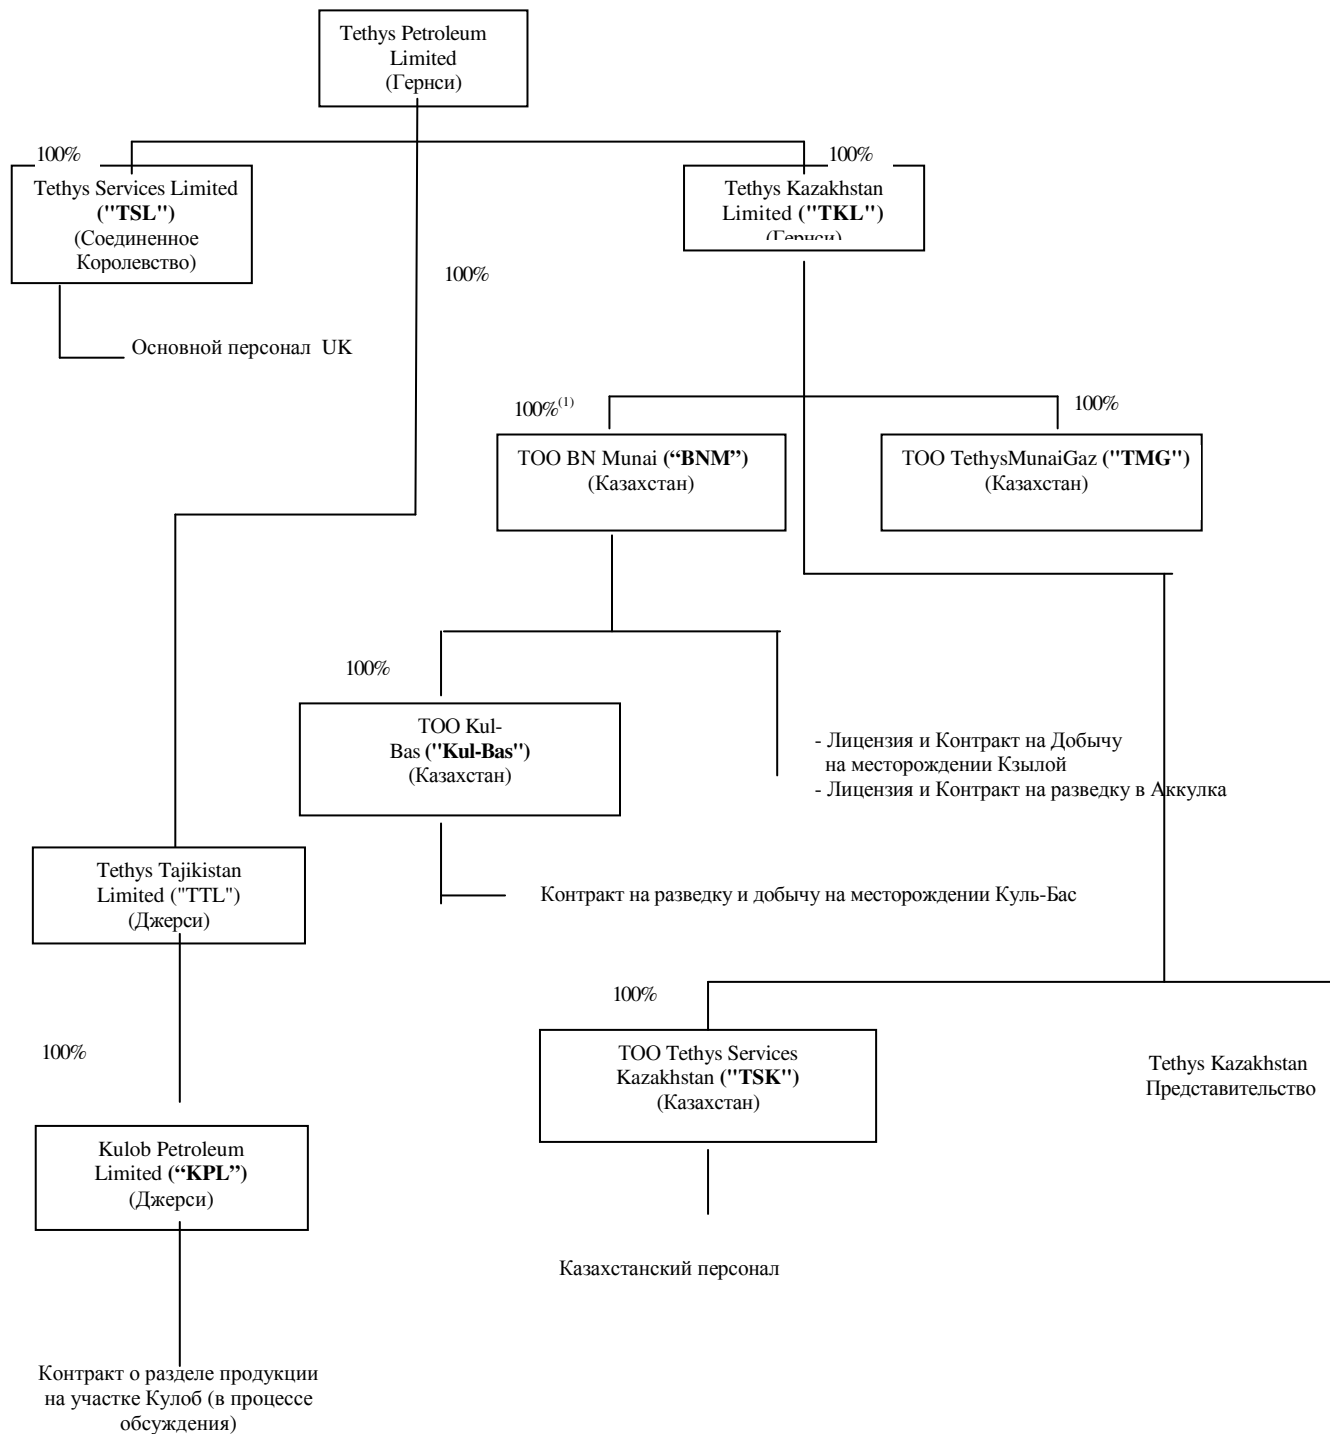 Tethys Petroleum
Limited
(Гернси)
100%
100%
Tethys Services Limited
("TSL")
(Соединенное
Королевство)
Tethys Kazakhstan
Limited ("TKL")
(Гернси)
100%
Основной персонал UK
100%(1)
100%
ТОО BN Munai (“BNM”)
(Казахстан)
ТОО TethysMunaiGaz ("TMG")
(Казахстан)
100%
ТОО Kul-
Bas ("Kul-Bas")
(Казахстан)
- Лицензия и Контракт на Добычу
на месторождении Кзылой
- Лицензия и Контракт на разведку в Аккулка
Tethys Tajikistan
Limited ("TTL")
(Джерси)
Контракт на разведку и добычу на месторождении Куль-Бас
100%
100%
ТОО Tethys Services
Kazakhstan ("TSK")
(Казахстан)
Tethys Kazakhstan
Представительство
Kulob Petroleum
Limited (“KPL”)
(Джерси)
Казахстанский персонал
Контракт о разделе продукции
на участке Кулоб (в процессе
обсуждения)